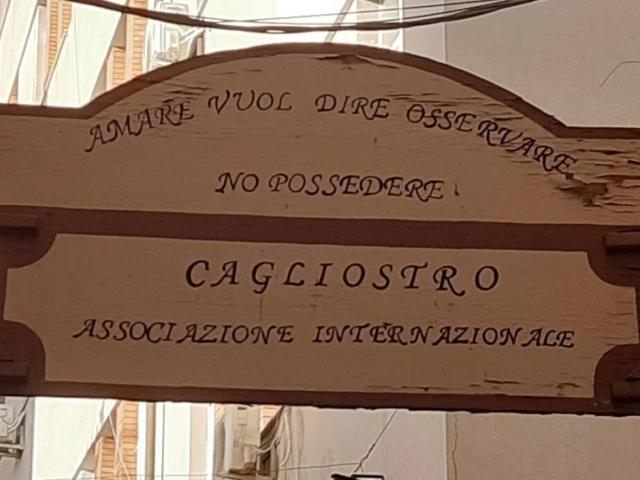 AMARE VUOL DIRE OSSERVARE
NO POSSEDERE
CAGLIOSTRO
ASSOCIAZIONE INTERNAZIONALE